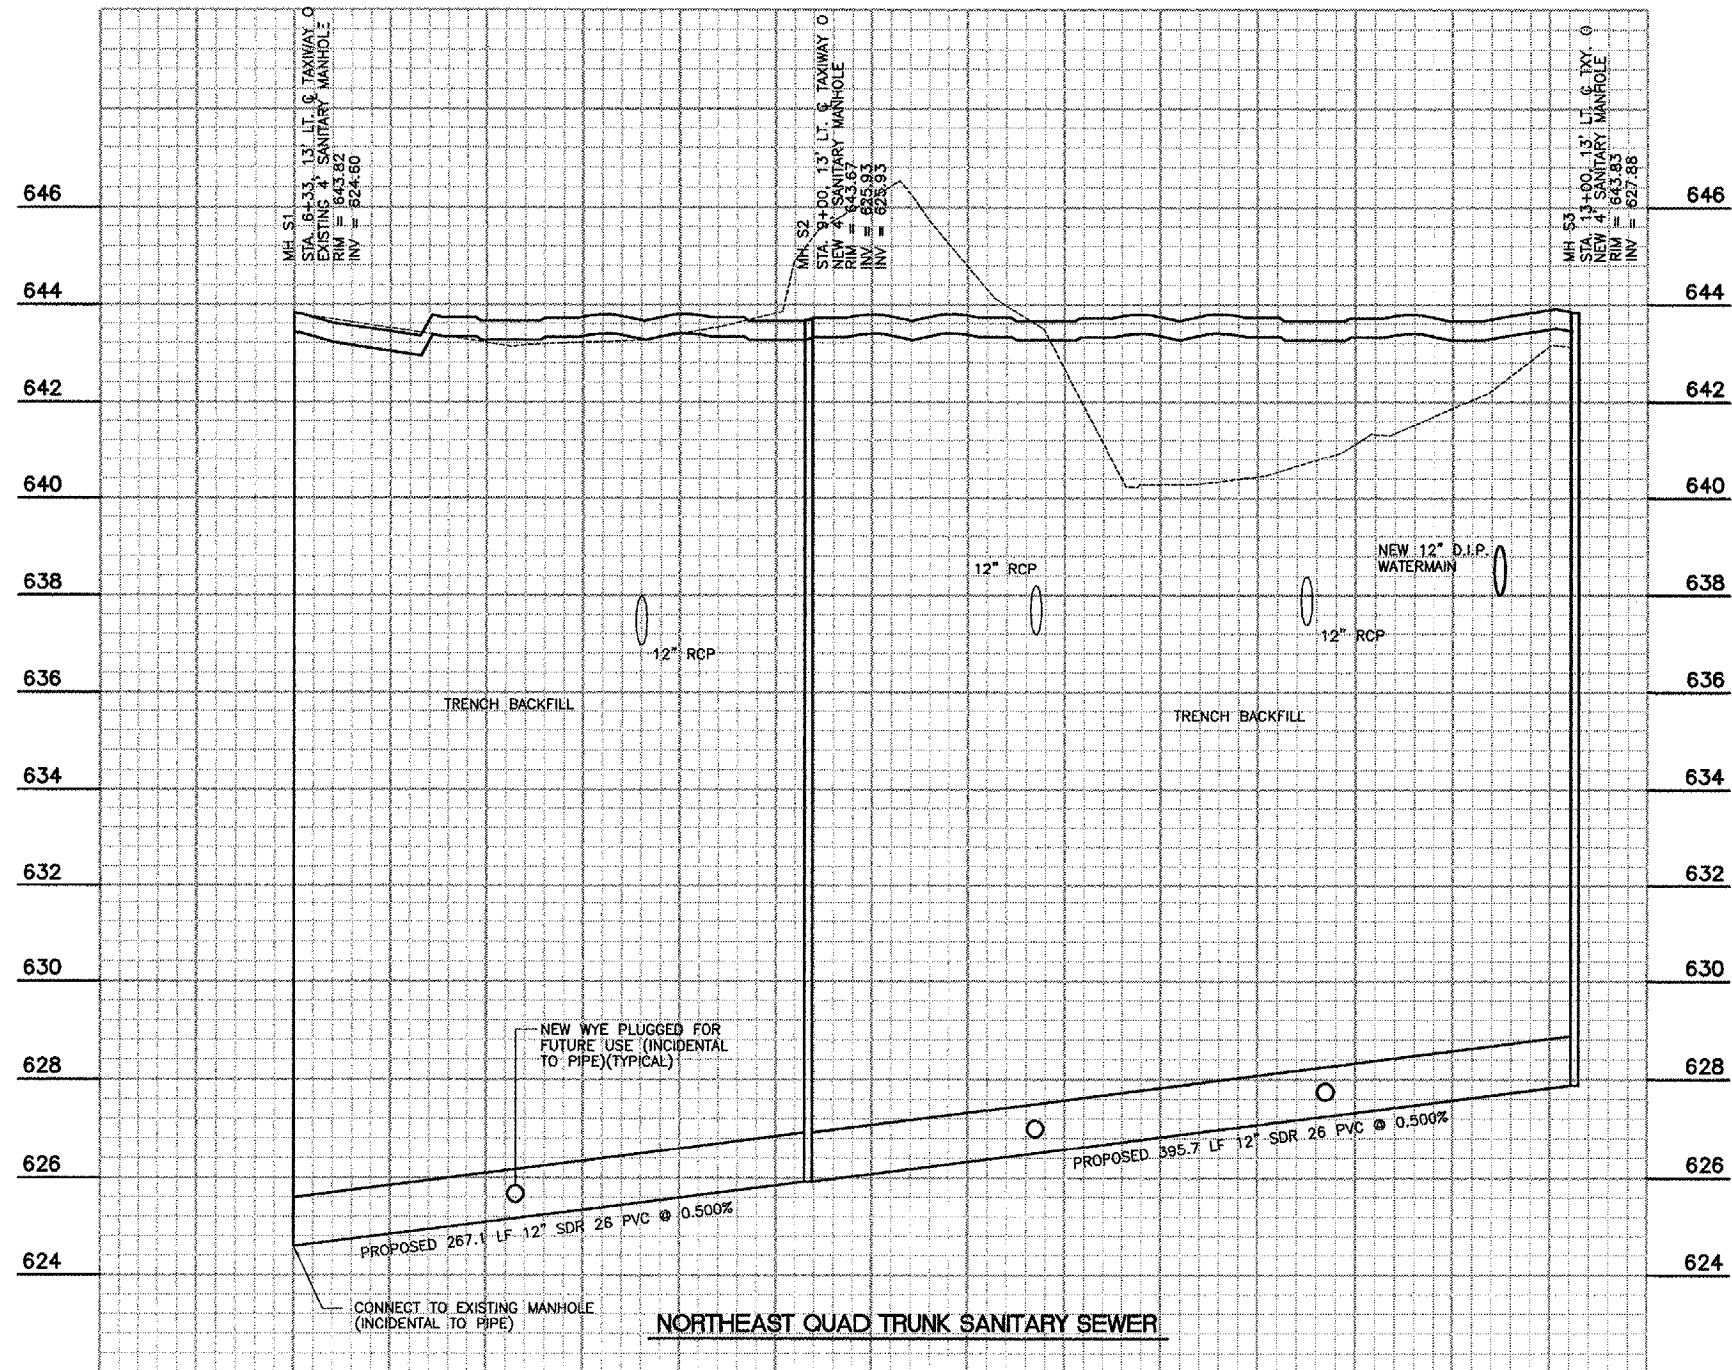 MH S1
STA. 6+33, 13' LT. ℄ TAXIWAY O
EXISTING 4' SANITARY MANHOLE
RIM = 643.82
INV = 624.60
MH S2
STA. 9+00, 13' LT. ℄ TAXIWAY O
NEW 4' SANITARY MANHOLE
RIM = 643.67
INV = 625.93
INV = 625.93
MH S3
STA. 13+00, 13' LT. ℄ TXY. O
NEW 4' SANITARY MANHOLE
RIM = 643.83
INV = 627.88
646
646
644
644
642
642
640
640
NEW 12" D.I.P.
WATERMAIN
12" RCP
638
638
12" RCP
12" RCP
636
636
TRENCH BACKFILL
TRENCH BACKFILL
634
634
632
632
630
630
NEW WYE PLUGGED FOR
FUTURE USE (INCIDENTAL
TO PIPE)(TYPICAL)
628
628
PROPOSED 395.7 LF 12" SDR 26 PVC @ 0.500%
626
626
PROPOSED 267.1 LF 12" SDR 26 PVC @ 0.500%
624
624
CONNECT TO EXISTING MANHOLE
(INCIDENTAL TO PIPE)
NORTHEAST QUAD TRUNK SANITARY SEWER